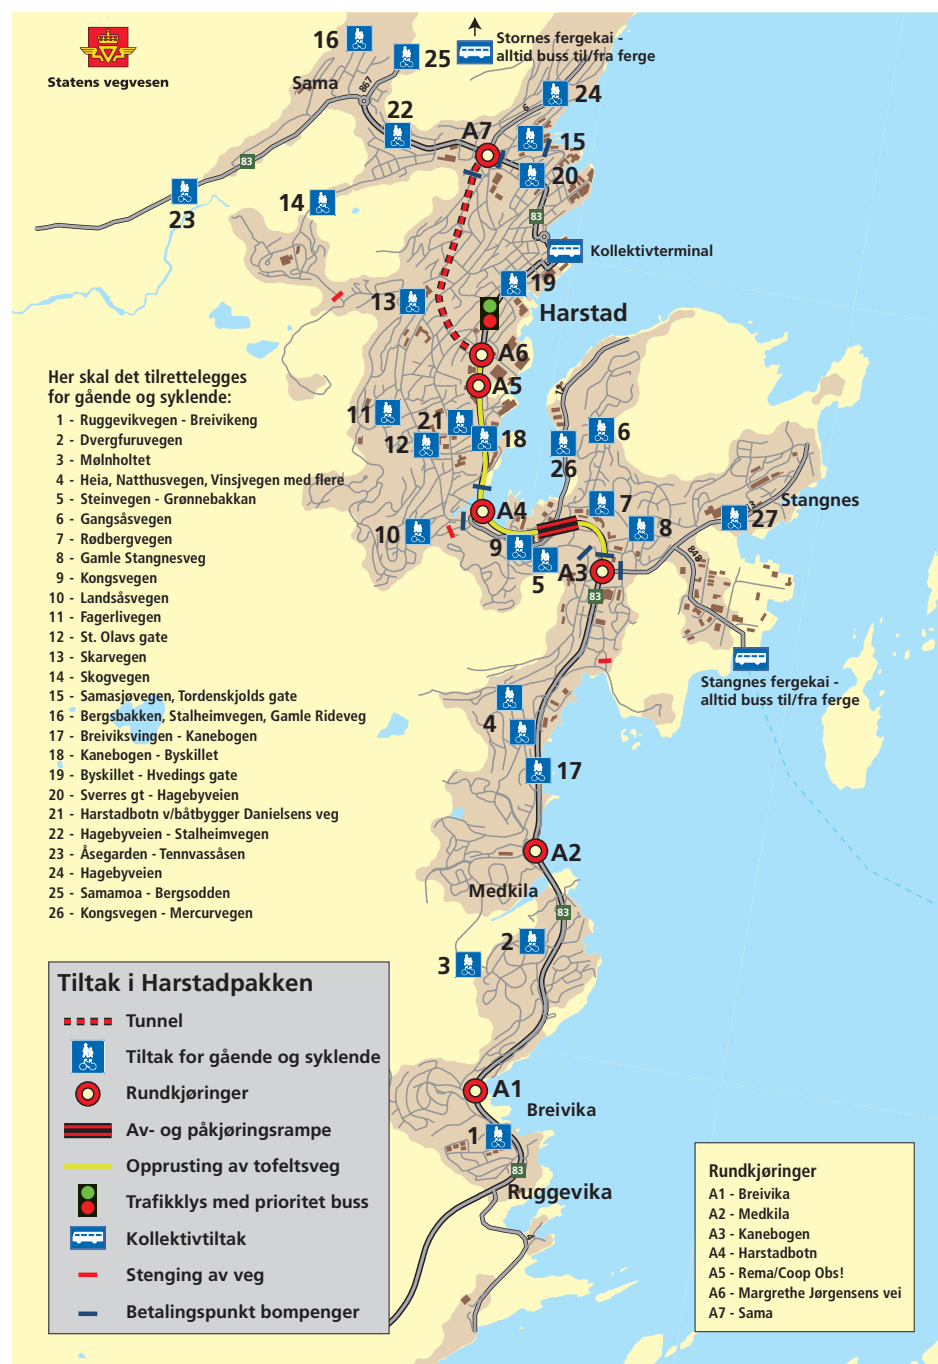 Statens vegvesen
16
25
Stornes fergekai -
alltid buss til/fra ferge
Sama
867
6
24
22
A7
15
83
20
23
14
83
Kollektivterminal
19
13
Harstad
A6
A5
Her skal det tilrettelegges
for gående og syklende:
1 - Ruggevikvegen - Breivikeng
2 - Dvergfuruvegen
3 - Mølnholtet
4 - Heia, Natthusvegen, Vinsjvegen med flere
5 - Steinvegen - Grønnebakkan
6 - Gangsåsvegen
7 - Rødbergvegen
8 - Gamle Stangnesveg
9 - Kongsvegen
10 - Landsåsvegen
11 - Fagerlivegen
12 - St. Olavs gate
13 - Skarvegen
14 - Skogvegen
15 - Samasjøvegen, Tordenskjolds gate
16 - Bergsbakken, Stalheimvegen, Gamle Rideveg
17 - Breiviksvingen - Kanebogen
18 - Kanebogen - Byskillet
19 - Byskillet - Hvedings gate
20 - Sverres gt - Hagebyveien
21 - Harstadbotn v/båtbygger Danielsens veg
22 - Hagebyveien - Stalheimvegen
23 - Åsegarden - Tennvassåsen
24 - Hagebyveien
25 - Samamoa - Bergsodden
26 - Kongsvegen - Mercurvegen
11
21
12
18
6
26
A4
7
8
27
Stangnes
10
9
5
A3
848
83
Stangnes fergekai -
alltid buss til/fra ferge
4
17
A2
Medkila
83
2
3
A1
Breivika
1
83
Ruggevika
Tiltak i Harstadpakken
Tunnel
Tiltak for gående og syklende
Rundkjøringer
Av- og påkjøringsrampe
Opprusting av tofeltsveg
Trafikklys med prioritet buss
Kollektivtiltak
Stenging av veg
Betalingspunkt bompenger
Rundkjøringer
A1 - Breivika
A2 - Medkila
A3 - Kanebogen
A4 - Harstadbotn
A5 - Rema/Coop Obs!
A6 - Margrethe Jørgensens vei
A7 - Sama